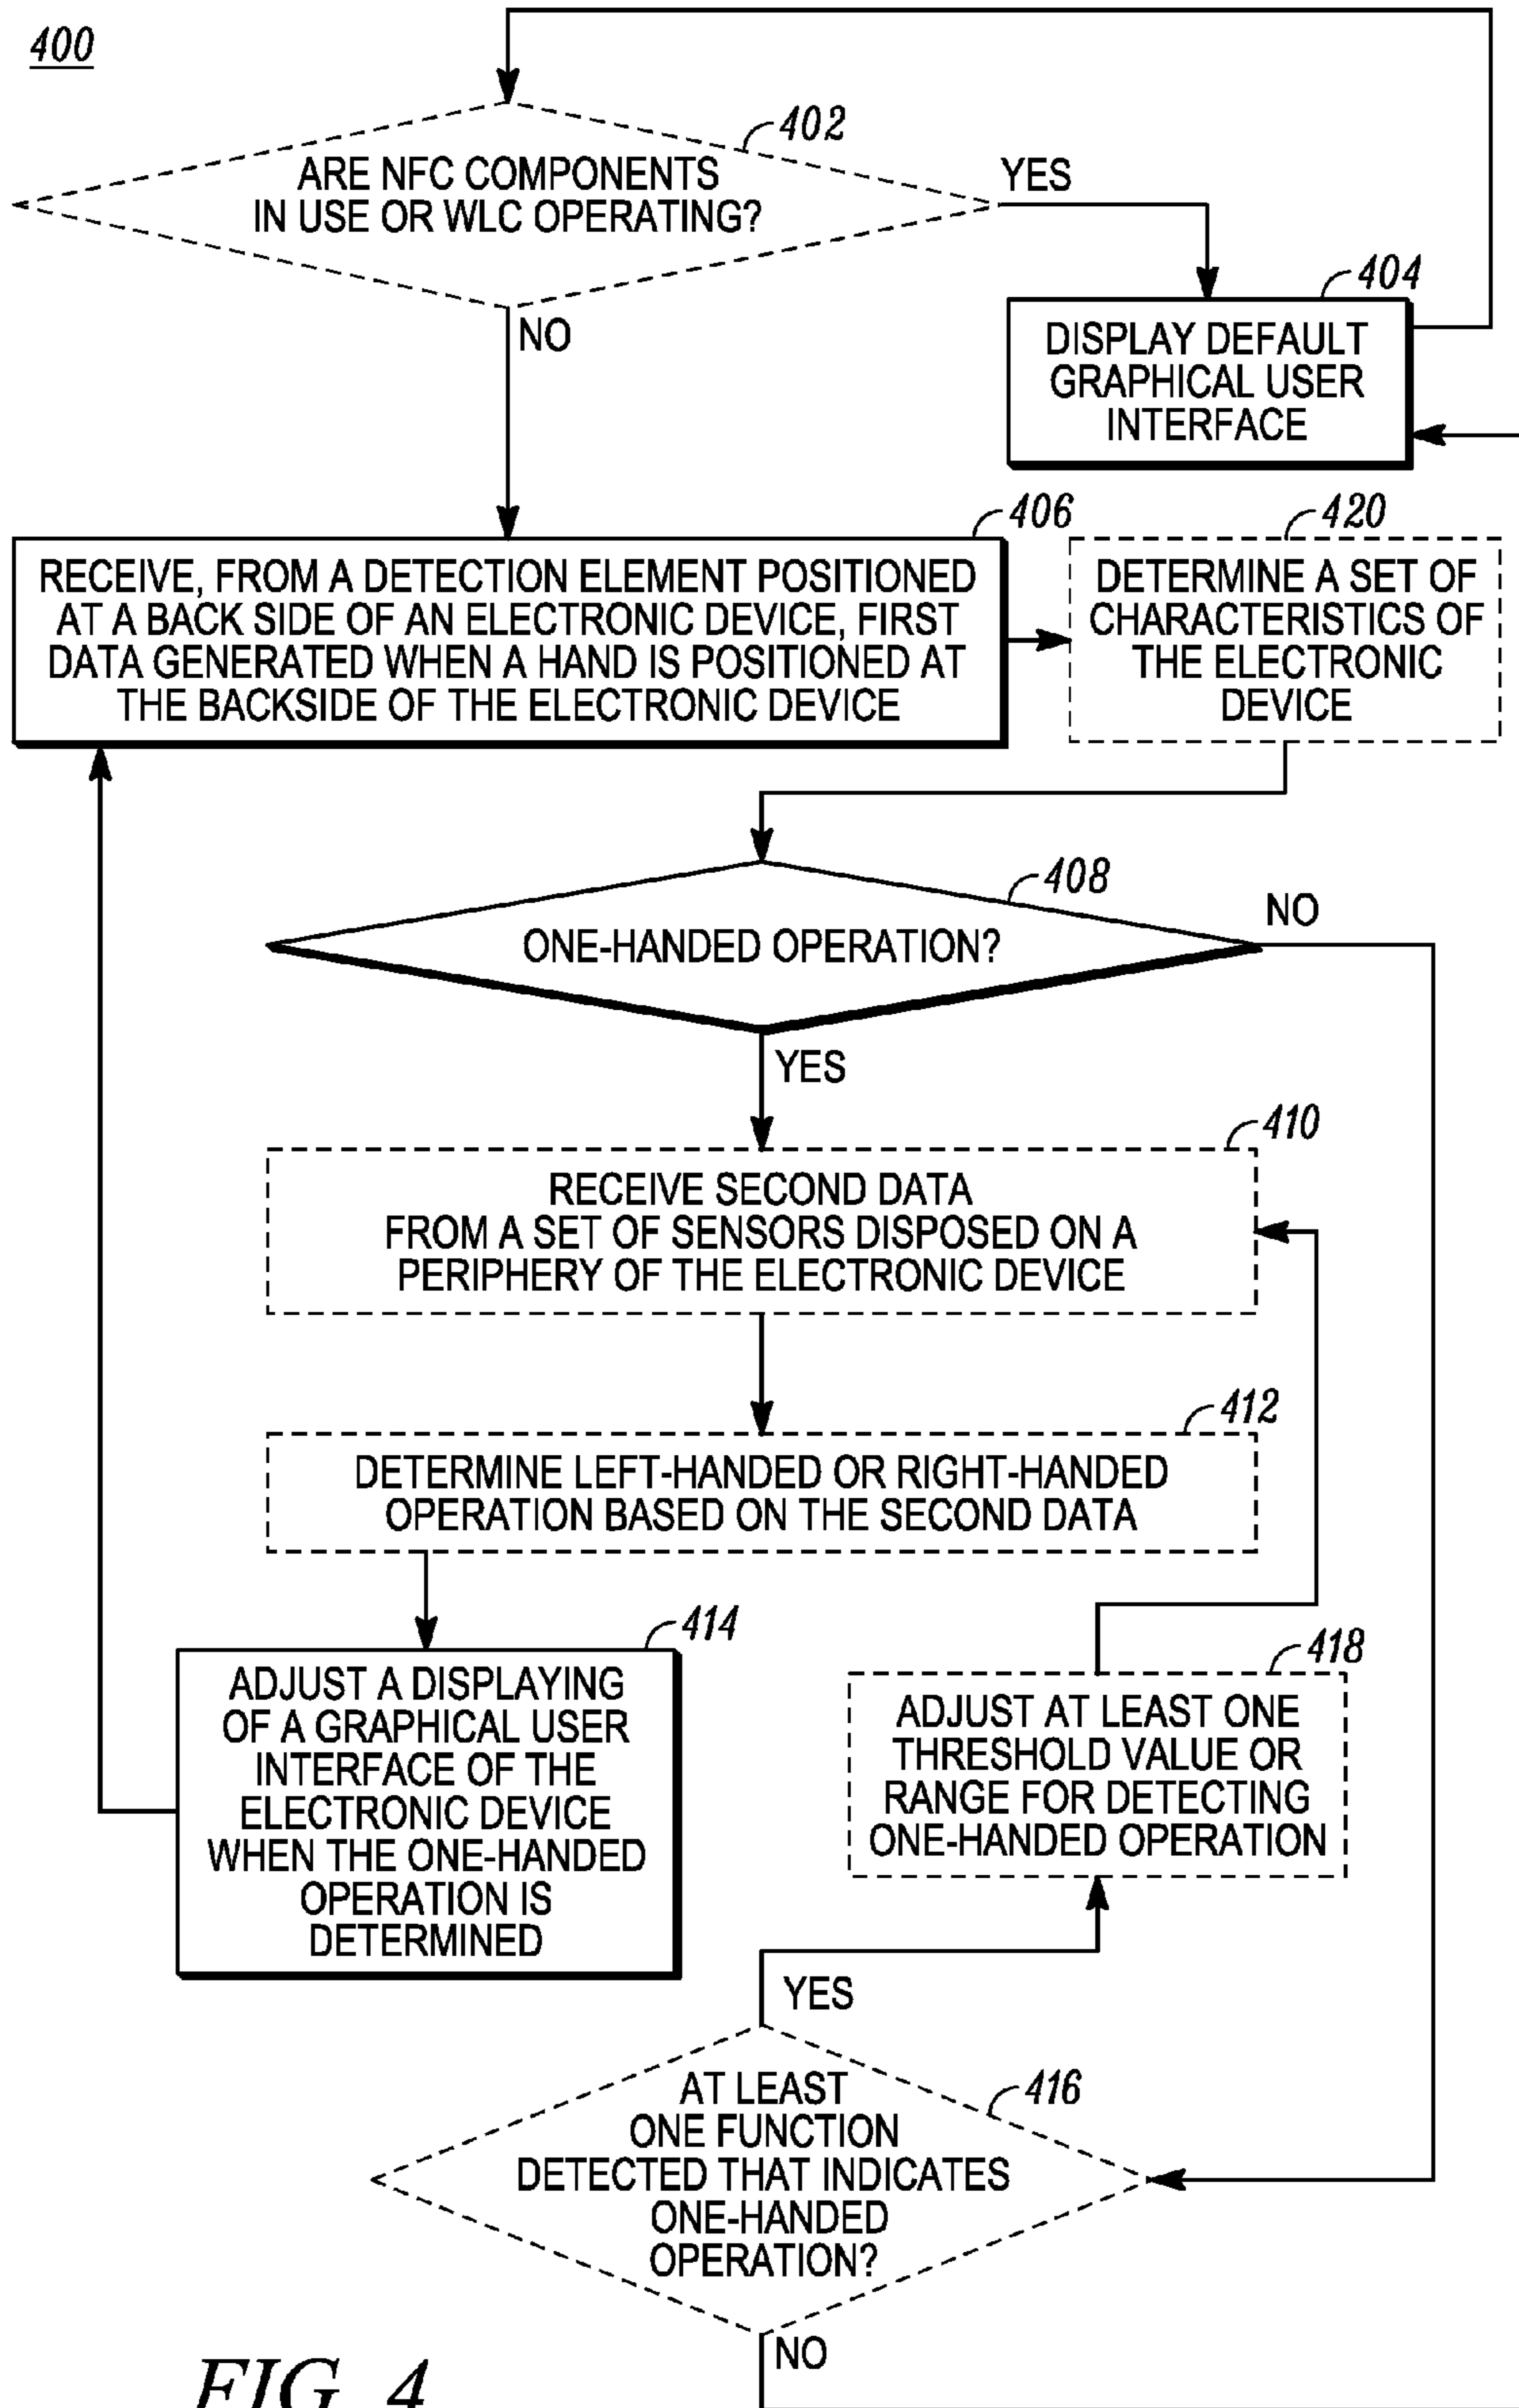 400
402
ARE NFC COMPONENTS
IN USE OR WLC OPERATING?
YES
NO
404
DISPLAY DEFAULT
GRAPHICAL USER
INTERFACE
406
RECEIVE, FROM A DETECTION ELEMENT POSITIONED
AT A BACK SIDE OF AN ELECTRONIC DEVICE, FIRST
DATA GENERATED WHEN A HAND IS POSITIONED AT
THE BACKSIDE OF THE ELECTRONIC DEVICE
420
DETERMINE A SET OF
CHARACTERISTICS OF
THE ELECTRONIC
DEVICE
408
ONE-HANDED OPERATION?
NO
YES
410
RECEIVE SECOND DATA
FROM A SET OF SENSORS DISPOSED ON A
PERIPHERY OF THE ELECTRONIC DEVICE
412
DETERMINE LEFT-HANDED OR RIGHT-HANDED
OPERATION BASED ON THE SECOND DATA
414
ADJUST A DISPLAYING
OF A GRAPHICAL USER
INTERFACE OF THE
ELECTRONIC DEVICE
WHEN THE ONE-HANDED
OPERATION IS
DETERMINED
418
ADJUST AT LEAST ONE
THRESHOLD VALUE OR
RANGE FOR DETECTING
ONE-HANDED OPERATION
YES
416
AT LEAST
ONE FUNCTION
DETECTED THAT INDICATES
ONE-HANDED
OPERATION?
NO
FIG. 4